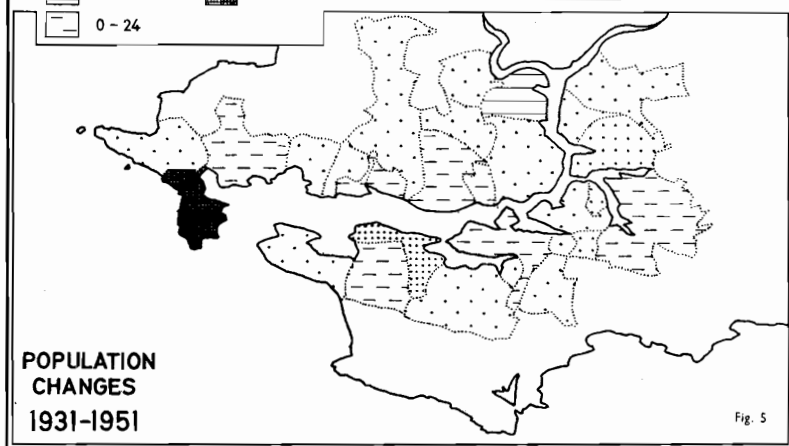 0 – 24
POPULATION
CHANGES
1931–1951
Fig. 5